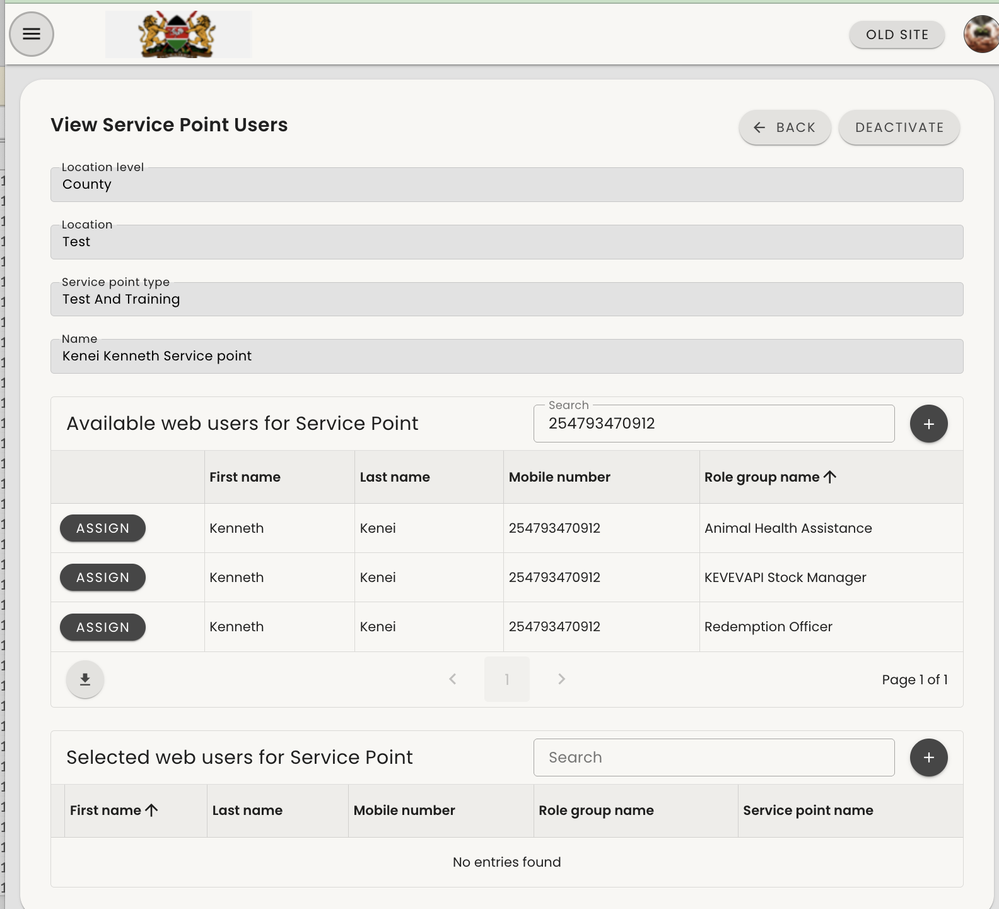 OLD SITE
View Service Point Users
BACK
DEACTIVATE
Location level
County
Location
Test
Service point type
Test And Training
Name
Kenei Kenneth Service point
Available web users for Service Point
Search
254793470912
First name Last name Mobile number Role group name
ASSIGN Kenneth Kenei 254793470912 Animal Health Assistance
ASSIGN Kenneth Kenei 254793470912 KEVEVAPI Stock Manager
ASSIGN Kenneth Kenei 254793470912 Redemption Officer
1
Page 1 of 1
Selected web users for Service Point
Search
First name Last name Mobile number Role group name Service point name
No entries found